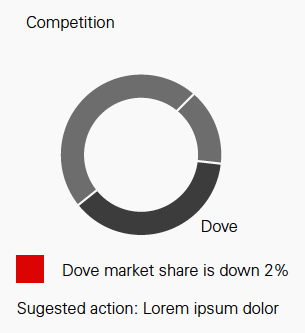 Competition
Dove
Dove market share is down 2%
Sugested action: Lorem ipsum dolor